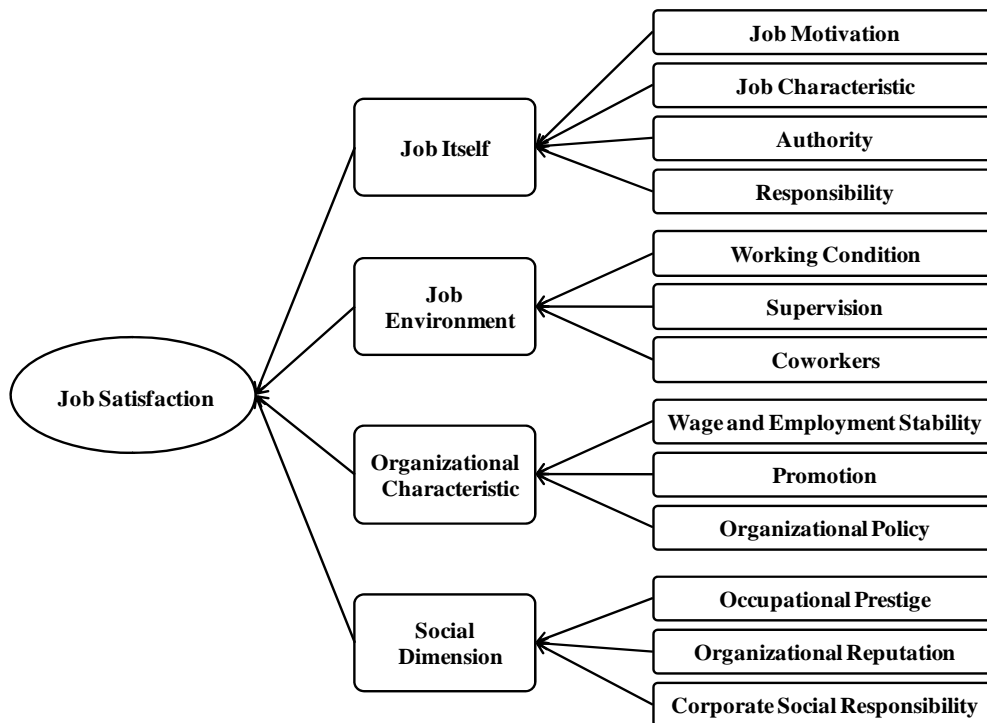 Job Motivation
Job Characteristic
Job Itself
Authority
Responsibility
Working Condition
Job
Environment
Supervision
Coworkers
Job Satisfaction
Wage and Employment Stability
Organizational
Characteristic
Promotion
Organizational Policy
Occupational Prestige
Social
Dimension
Organizational Reputation
Corporate Social Responsibility